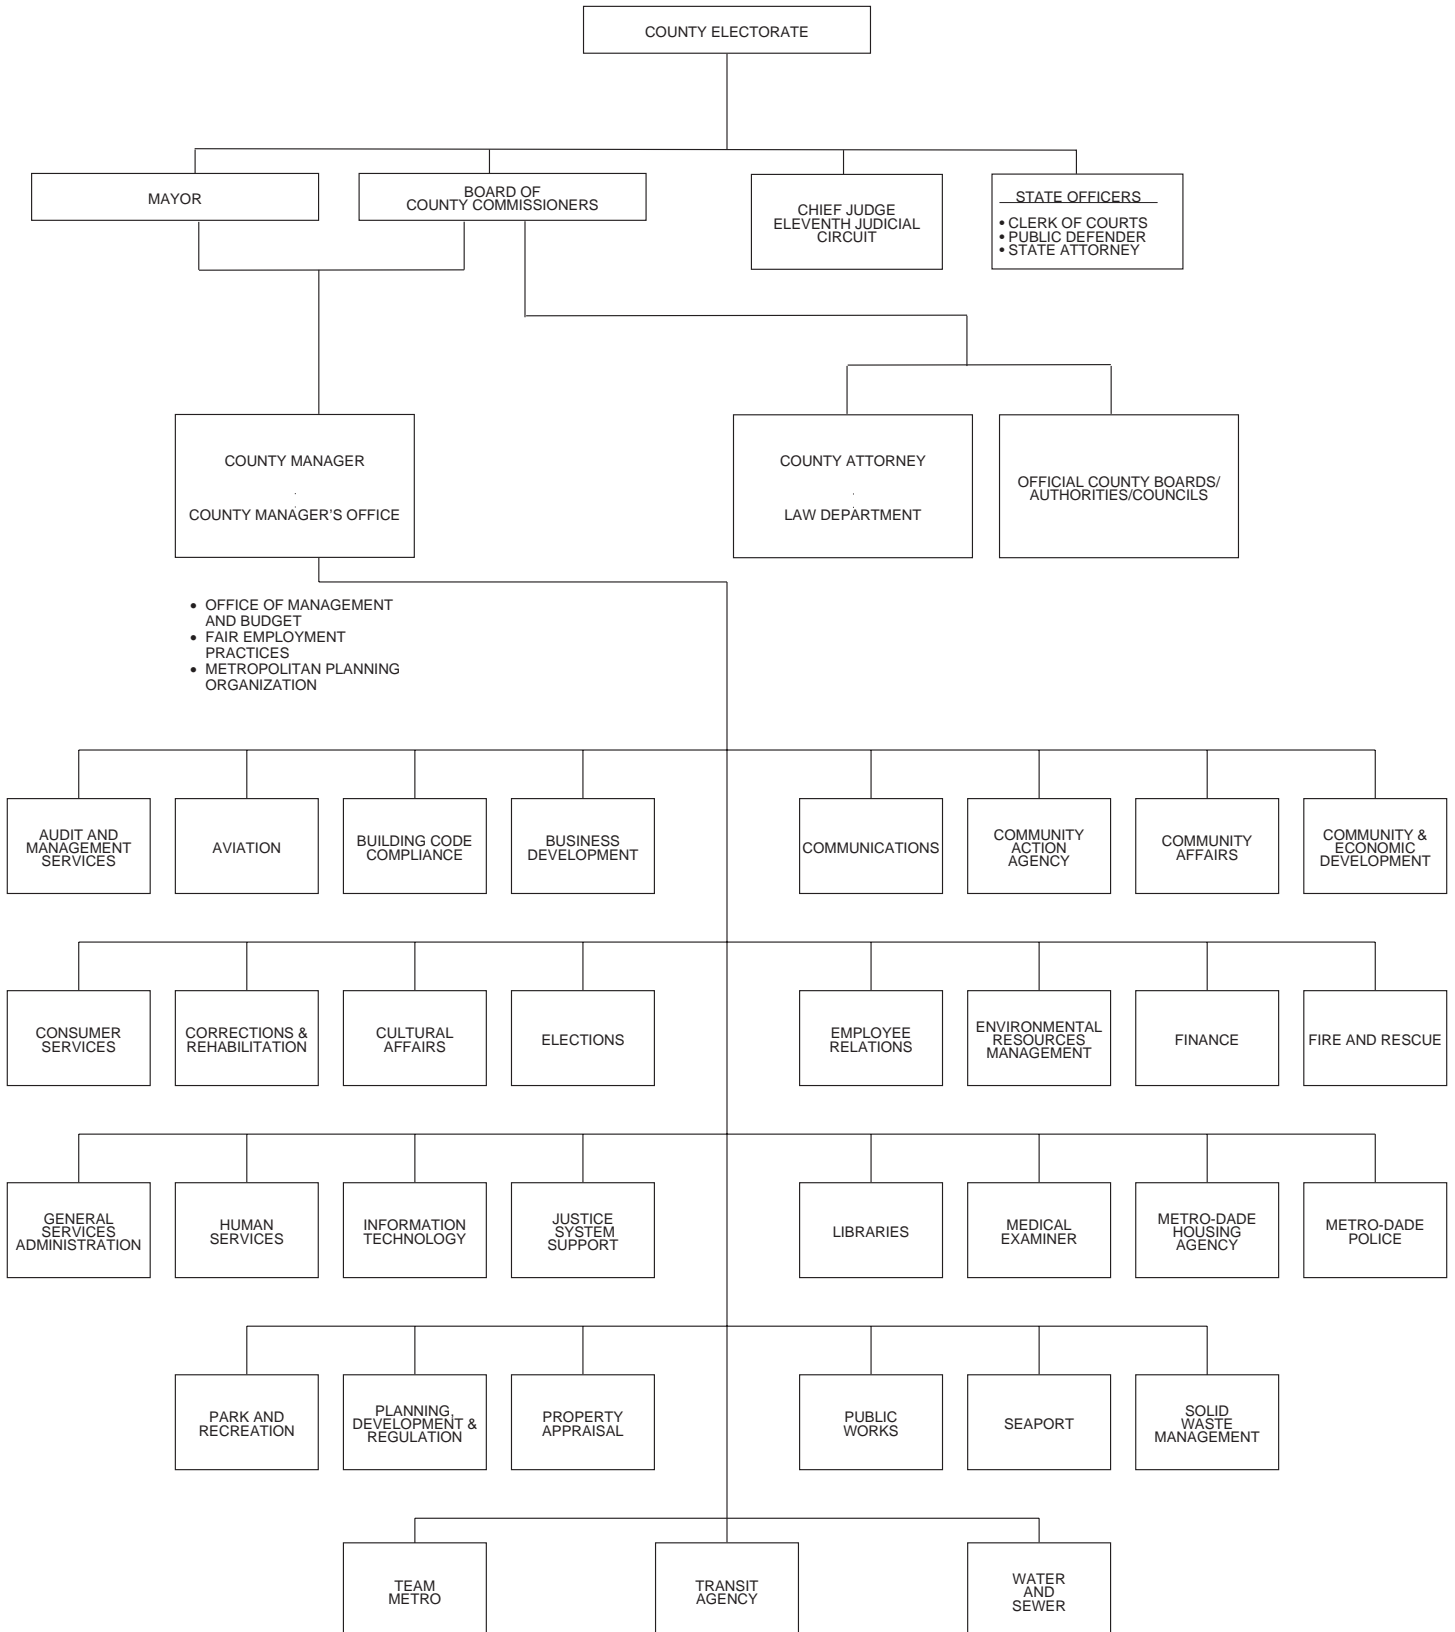 COUNTY ELECTORATE
MAYOR
BOARD OF
COUNTY COMMISSIONERS
CHIEF JUDGE
ELEVENTH JUDICIAL
CIRCUIT
STATE OFFICERS
• CLERK OF COURTS
• PUBLIC DEFENDER
• STATE ATTORNEY
COUNTY MANAGER
COUNTY MANAGER'S OFFICE
COUNTY ATTORNEY
LAW DEPARTMENT
OFFICIAL COUNTY BOARDS/
AUTHORITIES/COUNCILS
• OFFICE OF MANAGEMENT
AND BUDGET
• FAIR EMPLOYMENT
PRACTICES
• METROPOLITAN PLANNING
ORGANIZATION
AUDIT AND
MANAGEMENT
SERVICES
AVIATION
BUILDING CODE
COMPLIANCE
BUSINESS
DEVELOPMENT
COMMUNICATIONS
COMMUNITY
ACTION
AGENCY
COMMUNITY
AFFAIRS
COMMUNITY &
ECONOMIC
DEVELOPMENT
CONSUMER
SERVICES
CORRECTIONS &
REHABILITATION
CULTURAL
AFFAIRS
ELECTIONS
EMPLOYEE
RELATIONS
ENVIRONMENTAL
RESOURCES
MANAGEMENT
FINANCE
FIRE AND RESCUE
GENERAL
SERVICES
ADMINISTRATION
HUMAN
SERVICES
INFORMATION
TECHNOLOGY
JUSTICE
SYSTEM
SUPPORT
LIBRARIES
MEDICAL
EXAMINER
METRO-DADE
HOUSING
AGENCY
METRO-DADE
POLICE
PARK AND
RECREATION
PLANNING,
DEVELOPMENT &
REGULATION
PROPERTY
APPRAISAL
PUBLIC
WORKS
SEAPORT
SOLID
WASTE
MANAGEMENT
TEAM
METRO
TRANSIT
AGENCY
WATER
AND
SEWER